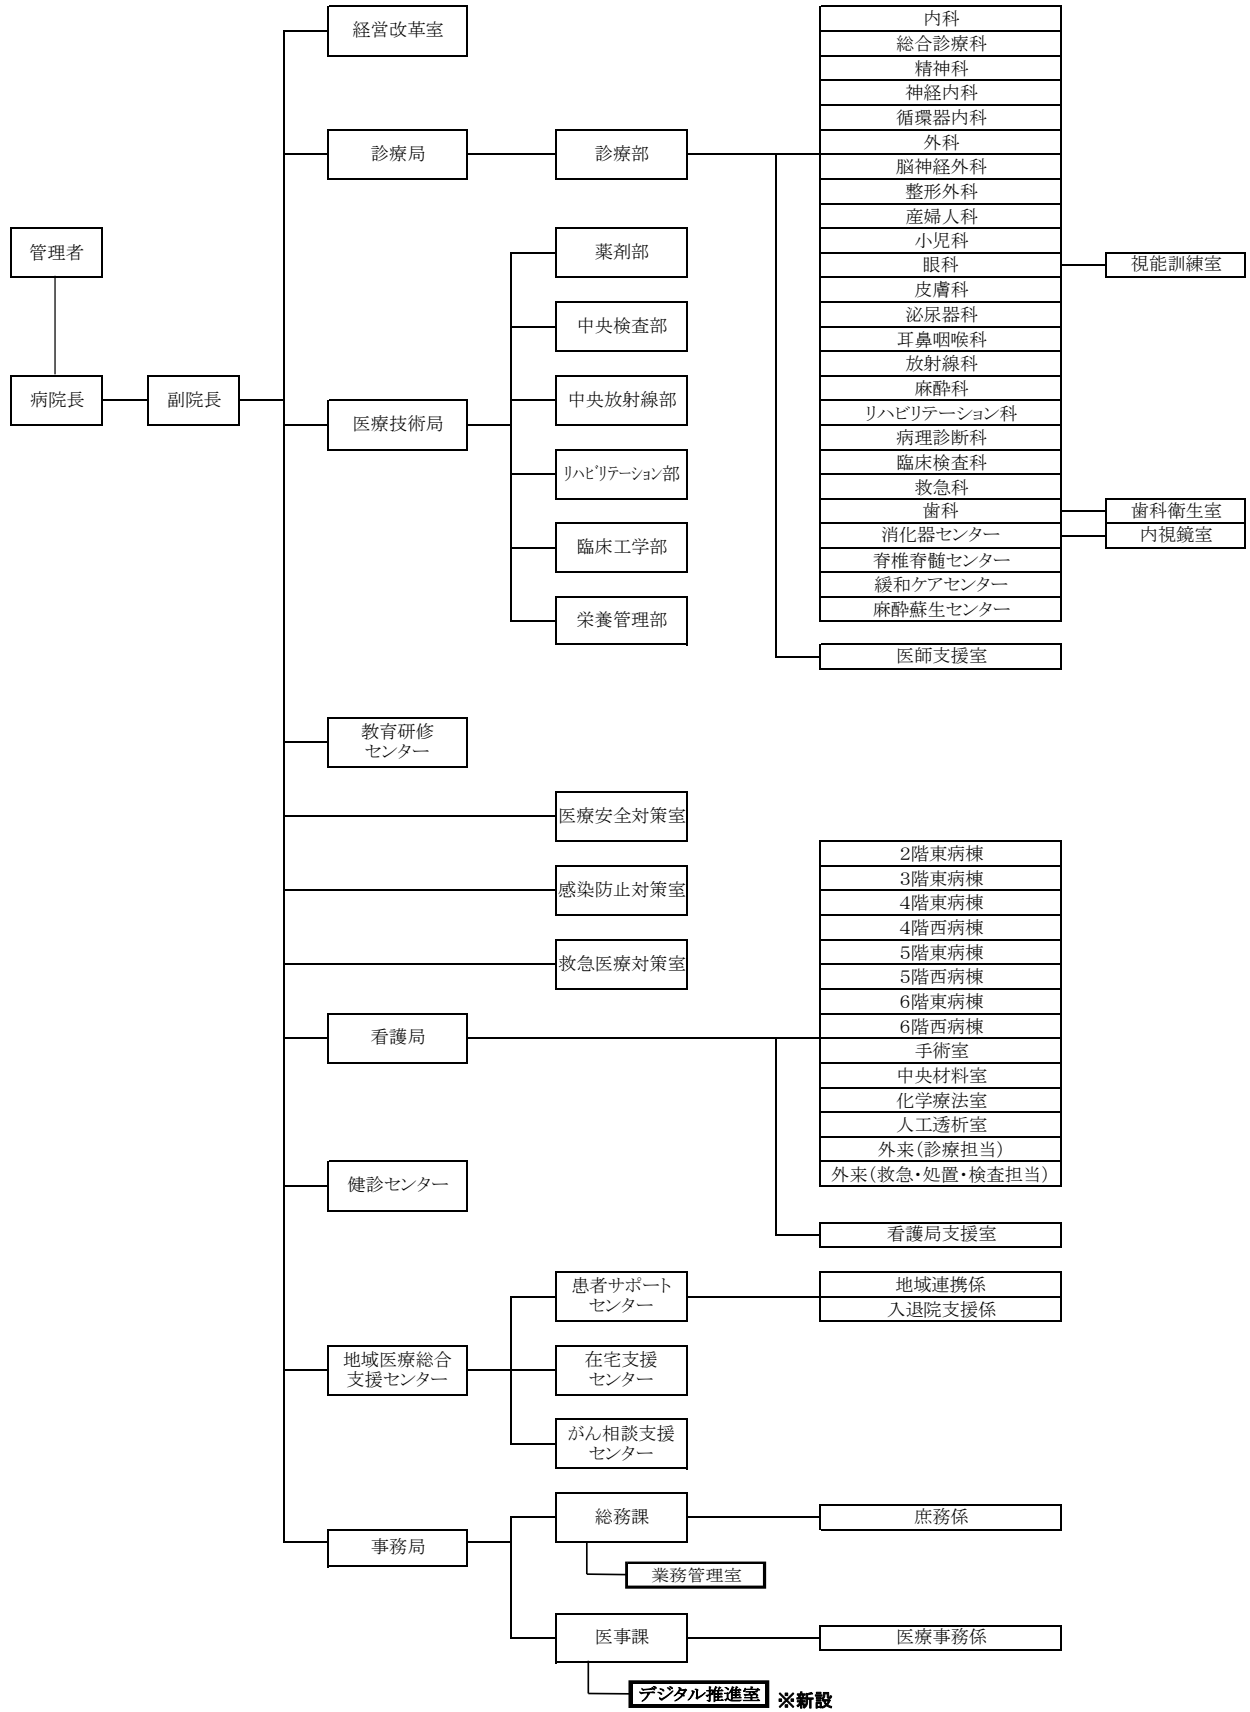 管理者
病院長
副院長
経営改革室
診療局
診療部
内科
総合診療科
精神科
神経内科
循環器内科
外科
脳神経外科
整形外科
産婦人科
小児科
眼科
皮膚科
泌尿器科
耳鼻咽喉科
放射線科
麻酔科
リハビリテーション科
病理診断科
臨床検査科
救急科
歯科
消化器センター
脊椎脊髄センター
緩和ケアセンター
麻酔蘇生センター
視能訓練室
歯科衛生室
内視鏡室
医師支援室
医療技術局
薬剤部
中央検査部
中央放射線部
ﾘﾊﾋﾞﾘﾃｰｼｮﾝ部
臨床工学部
栄養管理部
教育研修
センター
医療安全対策室
感染防止対策室
救急医療対策室
看護局
2階東病棟
3階東病棟
4階東病棟
4階西病棟
5階東病棟
5階西病棟
6階東病棟
6階西病棟
手術室
中央材料室
化学療法室
人工透析室
外来（診療担当）
外来（救急・処置・検査担当）
看護局支援室
健診センター
地域医療総合
支援センター
患者サポート
センター
地域連携係
入退院支援係
在宅支援
センター
がん相談支援
センター
事務局
総務課
庶務係
業務管理室
医事課
医療事務係
デジタル推進室
※新設